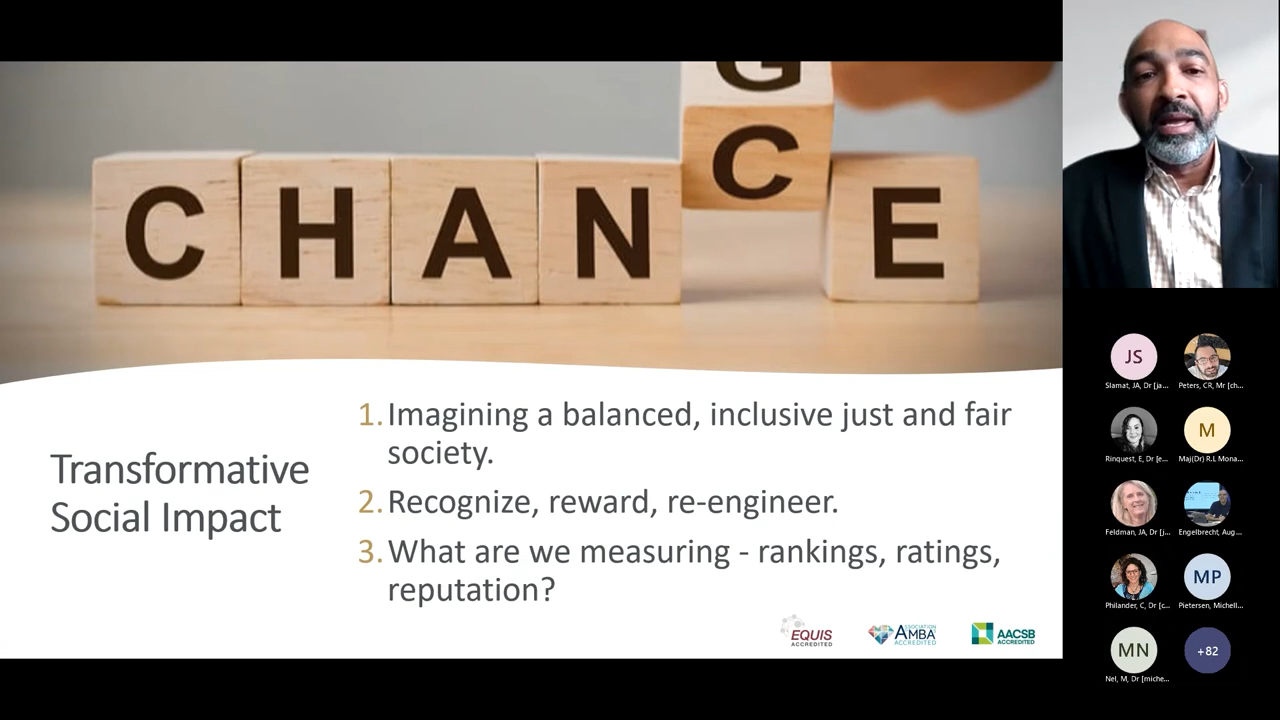 G
C H A N C E
Transformative
Social Impact
1. Imagining a balanced, inclusive just and fair
society.
2. Recognize, reward, re-engineer.
3. What are we measuring - rankings, ratings,
reputation?
EQUIS
ACCREDITED
ASSOCIATION
AMBA
ACCREDITED
AACSB
ACCREDITED
JS
Slamat, JA, Dr [ja...
Peters, CR, Mr [ch...
Rinquest, E, Dr [e...
M
Maj(Dr) R.L Mona...
Feldman, JA, Dr [j...
Engelbrecht, Aug...
Philander, C, Dr [c...
MP
Pietersen, Michell...
MN
Nel, M, Dr [miche...
+82